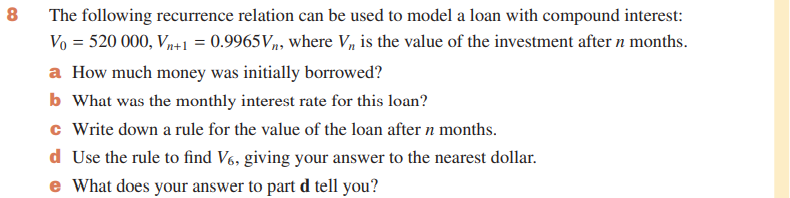 8 The following recurrence relation can be used to model a loan with compound interest:
V₀ = 520 000, Vₙ₊₁ = 0.9965Vₙ, where Vₙ is the value of the investment after n months.
a How much money was initially borrowed?
b What was the monthly interest rate for this loan?
c Write down a rule for the value of the loan after n months.
d Use the rule to find V₆, giving your answer to the nearest dollar.
e What does your answer to part d tell you?